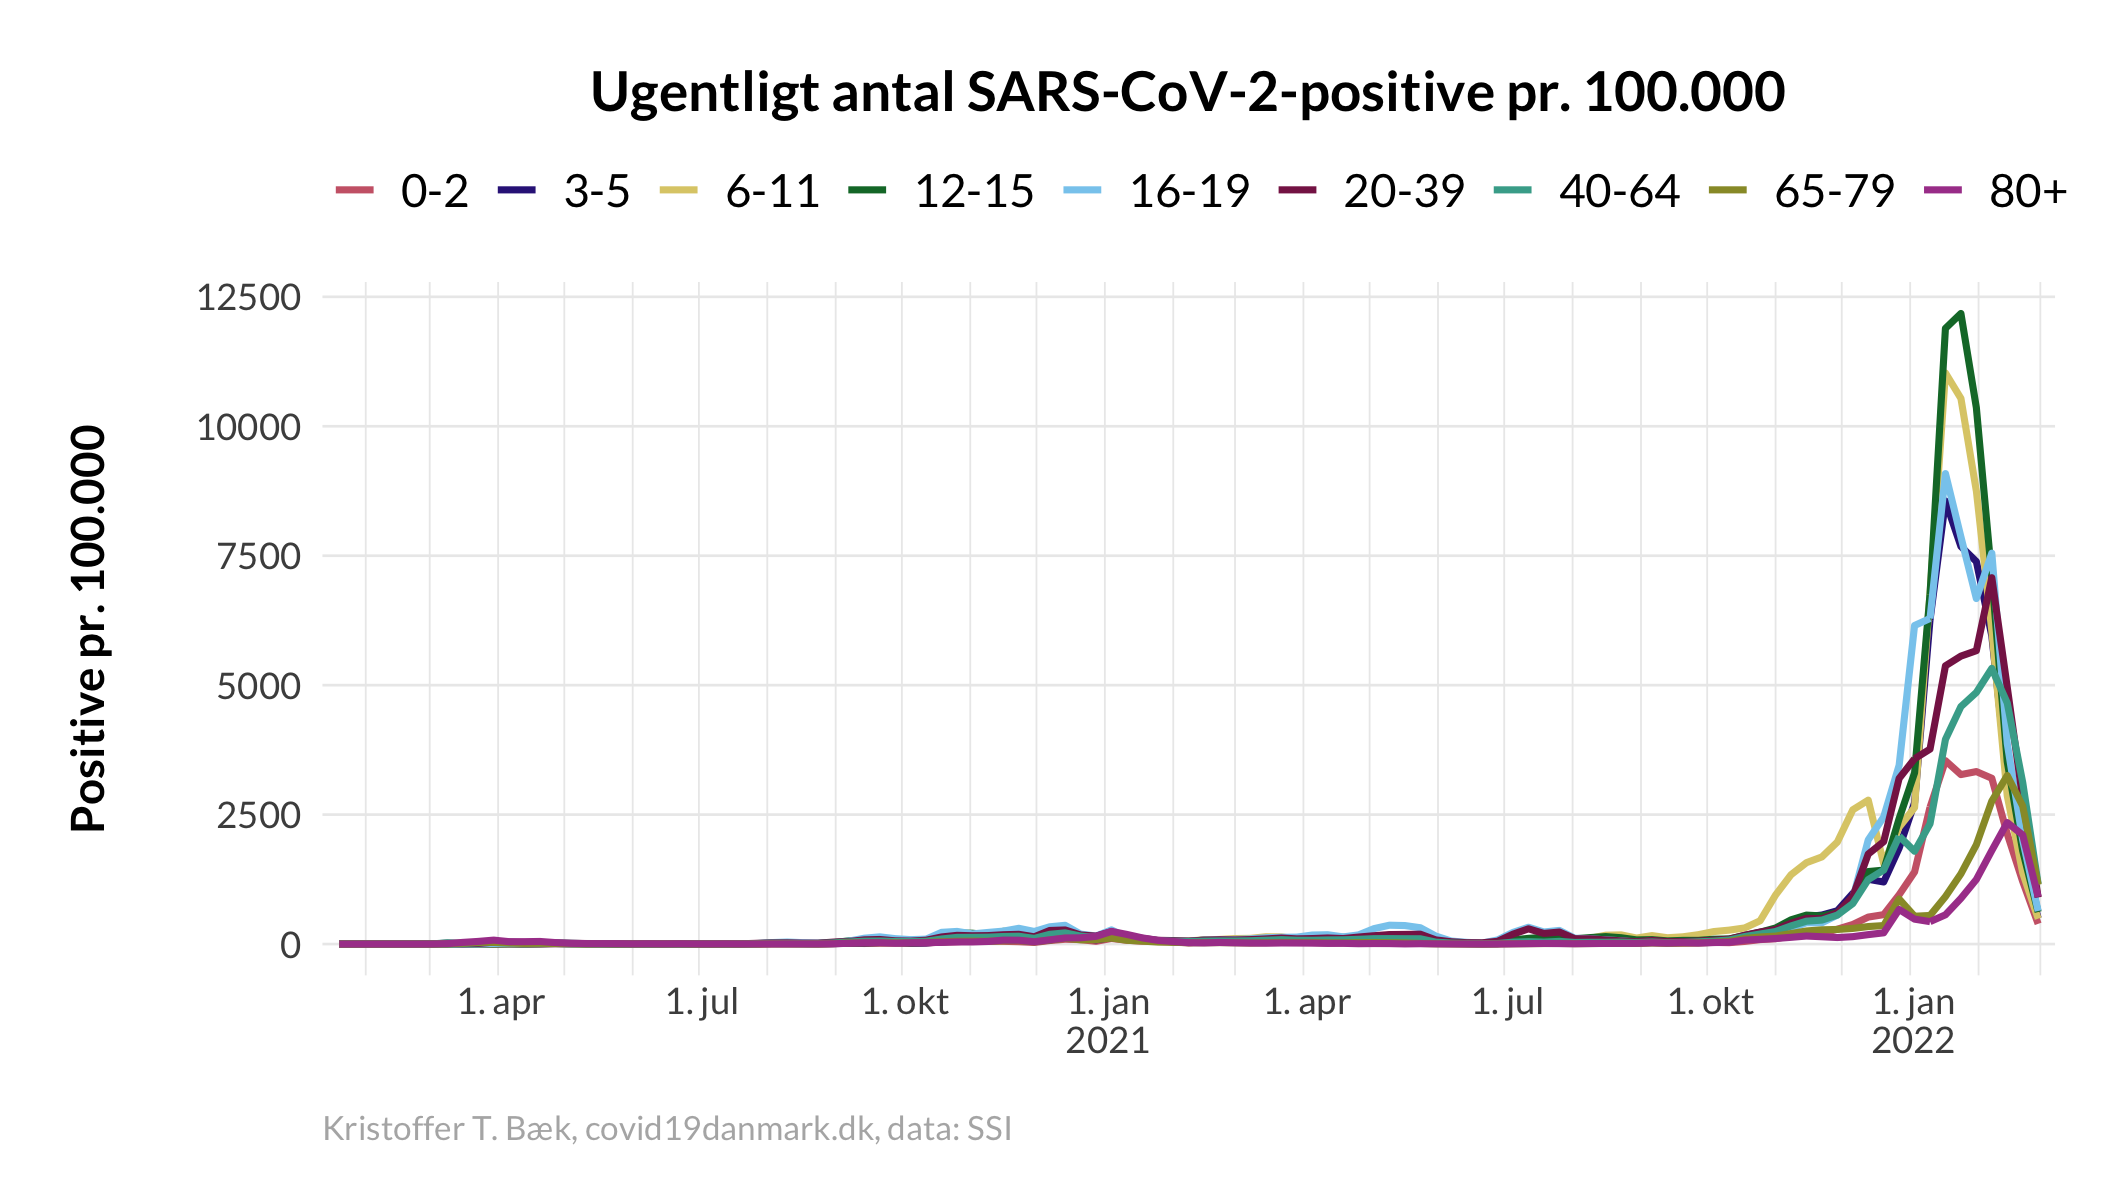 Ugentligt antal SARS-CoV-2-positive pr. 100.000
0-2 3-5 6-11 12-15 16-19 20-39 40-64 65-79 80+
Positive pr. 100.000
12500
10000
7500
5000
2500
0
1. apr 1. jul 1. okt 1. jan 1. apr 1. jul 1. okt 1. jan
2021 2022
Kristoffer T. Bæk, covid19danmark.dk, data: SSI